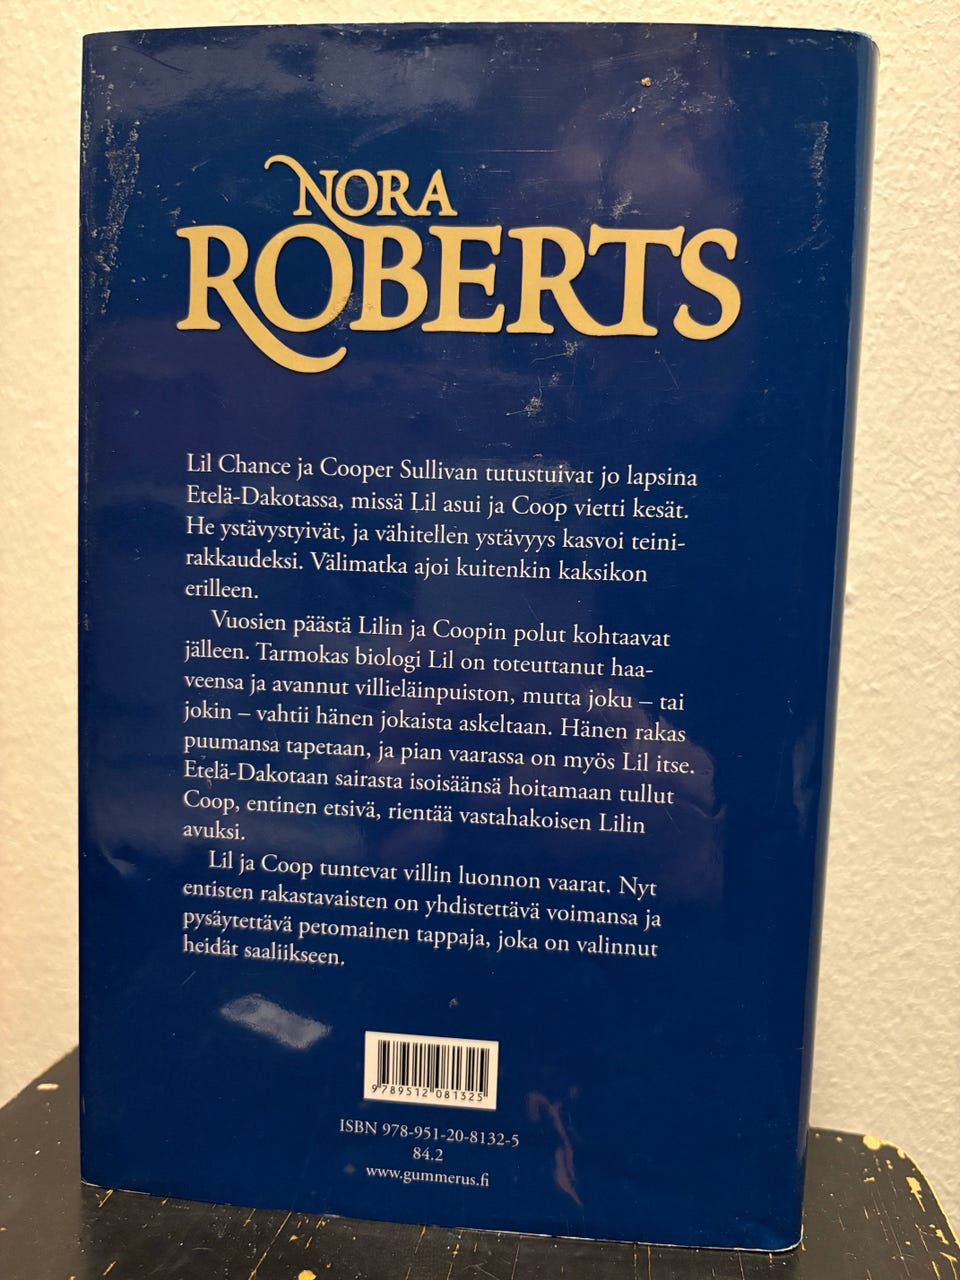 NORA
ROBERTS
Lil Chance ja Cooper Sullivan tutustuivat jo lapsina
Etelä-Dakotassa, missä Lil asui ja Coop vietti kesät.
He ystävystyivät, ja vähitellen ystävyys kasvoi teini-
rakkaudeksi. Välimatka ajoi kuitenkin kaksikon
erilleen.
Vuosien päästä Lilin ja Coopin polut kohtaavat
jälleen. Tarmokas biologi Lil on toteuttanut haa-
veensa ja avannut villieläinpuiston, mutta joku – tai
jokin – vahtii hänen jokaista askeltaan. Hänen rakas
puumansa tapetaan, ja pian vaarassa on myös Lil itse.
Etelä-Dakotaan sairasta isoisäänsä hoitamaan tullut
Coop, entinen etsivä, rientää vastahakoisen Lilin
avuksi.
Lil ja Coop tuntevat villin luonnon vaarat. Nyt
entisten rakastavaisten on yhdistettävä voimansa ja
pysäytettävä petomainen tappaja, joka on valinnut
heidät saaliikseen.
9 789512 081325
ISBN 978-951-20-8132-5
84.2
www.gummerus.fi